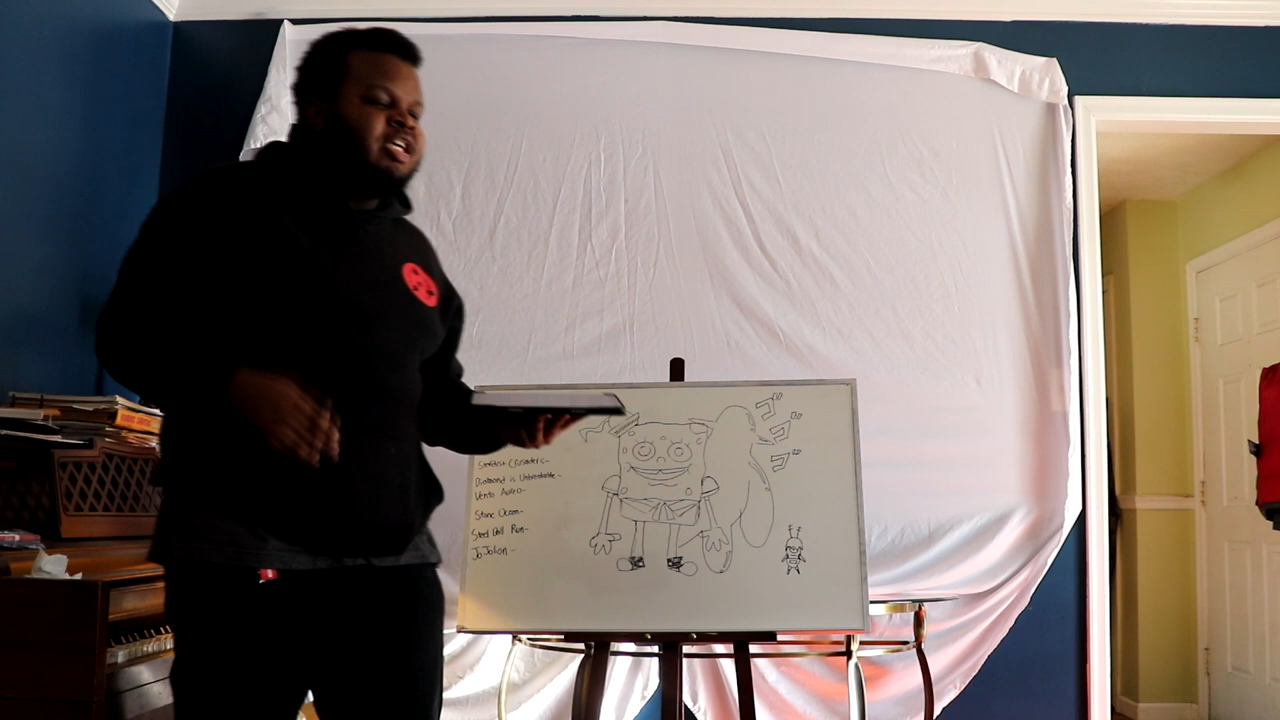 Stardust Crusaders-
Diamond is Unbreakable-
Vento Aureo-
Stone Ocean-
Steel Ball Run-
JoJolion -
ゴ"
ゴ"
ゴ"